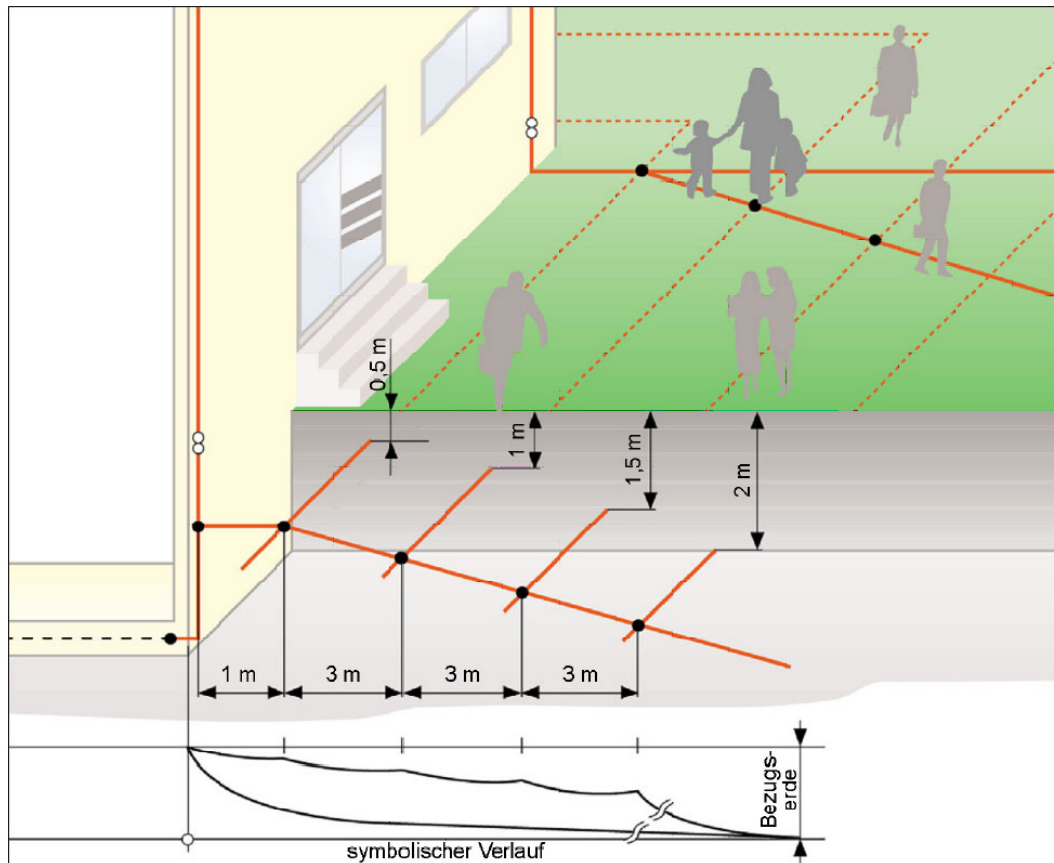 0,5 m
1 m
1,5 m
2 m
1 m
3 m
3 m
3 m
Bezugs-
erde
symbolischer Verlauf